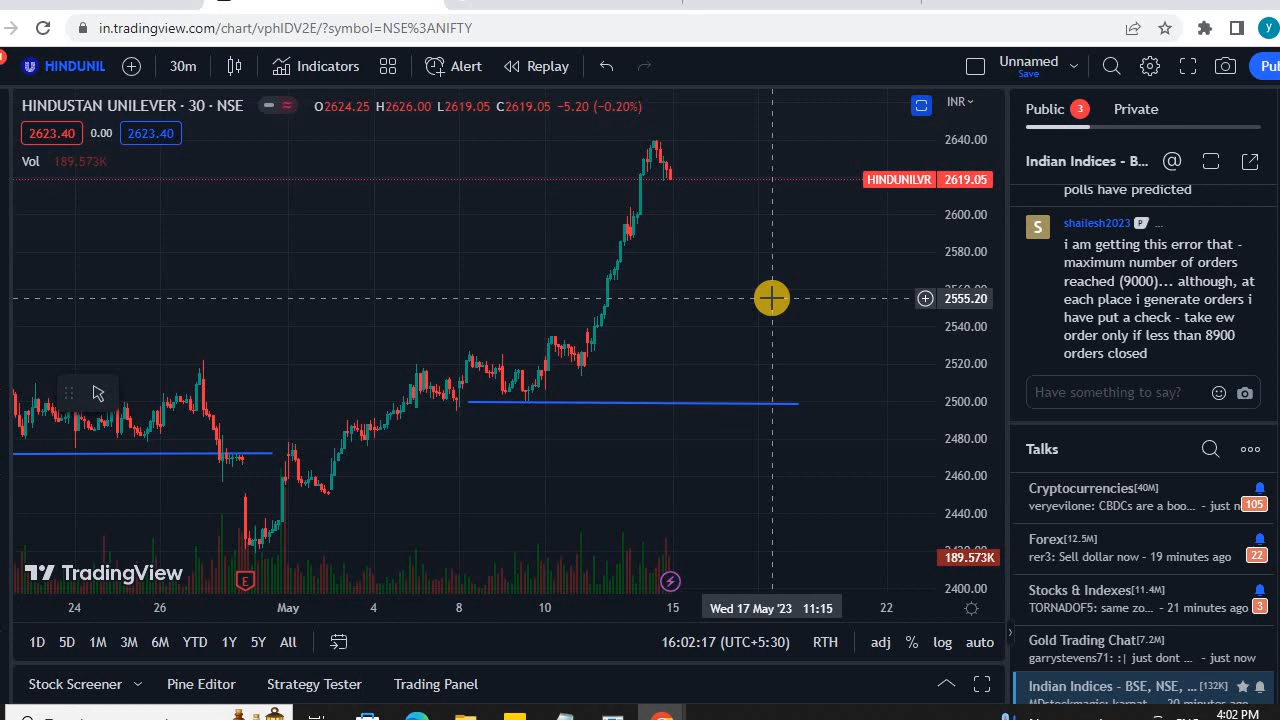 in.tradingview.com/chart/vphIDV2E/?symbol=NSE%3ANIFTY
HINDUNIL
30m
Indicators
Alert
Replay
Unnamed
Save
HINDUSTAN UNILEVER · 30 · NSE
O2624.25 H2626.00 L2619.05 C2619.05 -5.20 (-0.20%)
INR
2623.40 0.00 2623.40
Vol 189.573K
2640.00
HINDUNILVR 2619.05
2600.00
2580.00
2555.20
2540.00
2520.00
2500.00
2480.00
2460.00
2440.00
189.573K
2400.00
TradingView
E
24 26 May 4 8 10 15 Wed 17 May '23 11:15 22
1D 5D 1M 3M 6M YTD 1Y 5Y All
16:02:17 (UTC+5:30) RTH adj % log auto
Stock Screener Pine Editor Strategy Tester Trading Panel
Public 3 Private
Indian Indices - B...
polls have predicted
S
shailesh2023 P ...
i am getting this error that -
maximum number of orders
reached (9000)... although, at
each place i generate orders i
have put a check - take ew
order only if less than 8900
orders closed
Have something to say?
Talks
Cryptocurrencies[40M]
veryevilone: CBDCs are a boo... - just n 105
Forex[12.5M]
rer3: Sell dollar now - 19 minutes ago 22
Stocks & Indexes[11.4M]
TORNADOF5: same zo... - 21 minutes ago 3
Gold Trading Chat[7.2M]
garrystevens71: :| just dont ... - just now
Indian Indices - BSE, NSE, ... [132K]
4:02 PM